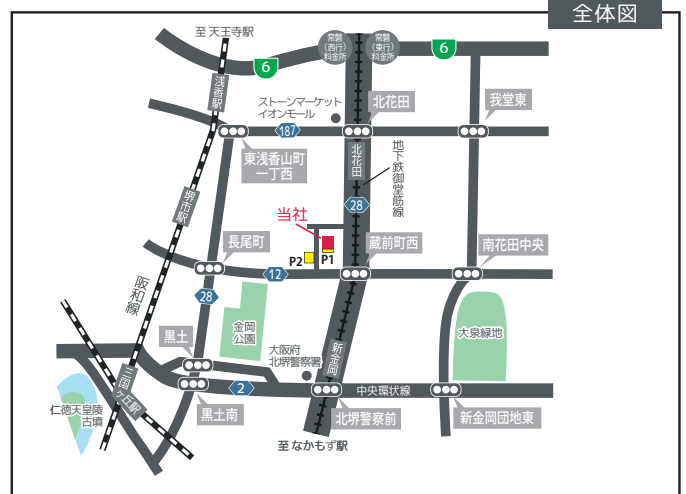 全体図
至 天王寺駅
常磐
(西行)
料金所
常磐
(東行)
料金所
6
6
浅香駅
ストーンマーケット
イオンモール
北花田
我堂東
187
東浅香山町
一丁西
北花田
地下鉄御堂筋線
堺市駅
28
当社
長尾町
P2
P1
蔵前町西
南花田中央
12
阪和線
28
金岡
公園
大泉緑地
黒土
大阪府
北堺警察署
新金岡
三国ヶ丘駅
2
中央環状線
仁徳天皇陵
古墳
黒土南
北堺警察前
新金岡団地東
至 なかもず駅